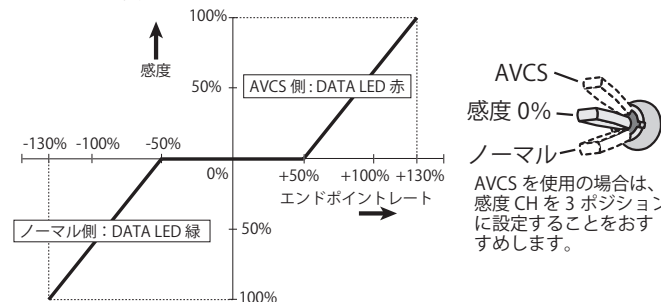 100%
感度
50%
AVCS 側 : DATA LED 赤
-130%
-100%
-50%
0%
+50%
+100%
+130%
エンドポイントレート
ノーマル側：DATA LED 緑
50%
100%
AVCS
感度 0%
ノーマル
AVCS を使用の場合は、
感度 CH を 3 ポジション
に設定することをおす
すめします。